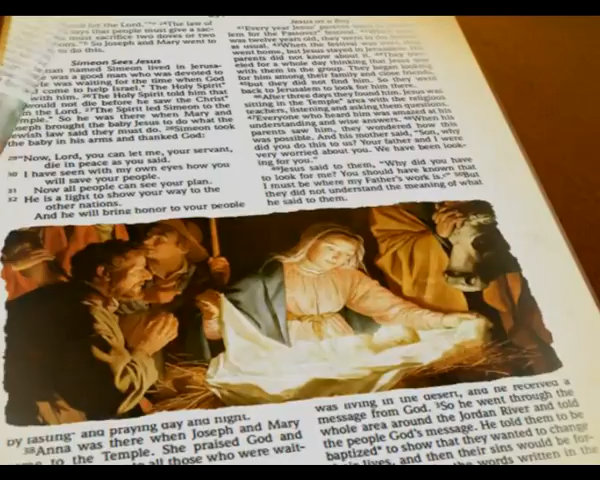 for the Lord." 24The law of
says that people must give a sac-
must sacrifice two doves or two
So Joseph and Mary went to
to do this.
Simeon Sees Jesus
man named Simeon lived in Jerusa-
was a good man who was devoted to
was waiting for the time when God
come to help Israel. The Holy Spirit
with him. 26The Holy Spirit told him that
would not die before he saw the Christ
the Lord. 27The Spirit led Simeon to the
So he was there when Mary and
Joseph brought the baby Jesus to do what the
Jewish law said they must do. 28Simeon took
the baby in his arms and thanked God:
29"Now, Lord, you can let me, your servant,
die in peace as you said.
30 I have seen with my own eyes how you
will save your people.
31 Now all people can see your plan.
32 He is a light to show your way to the
other nations.
And he will bring honor to your people
by fasting and praying day and night.
38Anna was there when Joseph and Mary
to the Temple. She praised God and
all those who were wait-
Jesus as a Boy
41Every year Jesus'
for the Passover
was twelve years old, they went to the
as usual. 43When the festival
went home, but Jesus stayed in Jerusalem.
parents did not know about it. 44They
eled for a whole day thinking that Jesus was
with them in the group. They began looking
for him among their family and close friends,
45but they did not find him. So they went
back to Jerusalem to look for him there.
46After three days they found him. Jesus was
sitting in the Temple area with the religious
teachers, listening and asking them questions.
47Everyone who heard him was amazed at his
understanding and wise answers. 48When his
parents saw him, they wondered how this
was possible. And his mother said, "Son, why
did you do this to us? Your father and I were
very worried about you. We have been look-
ing for you."
49Jesus said to them, "Why did you have
to look for me? You should have known that
I must be where my Father's work is." 50But
they did not understand the meaning of what
he said to them.
was living in the desert, and he received a
message from God. 3So he went through the
whole area around the Jordan River and told
the people God's message. He told them to be
baptized* to show that they wanted to change
their lives, and then their sins would be for-
the words written in the